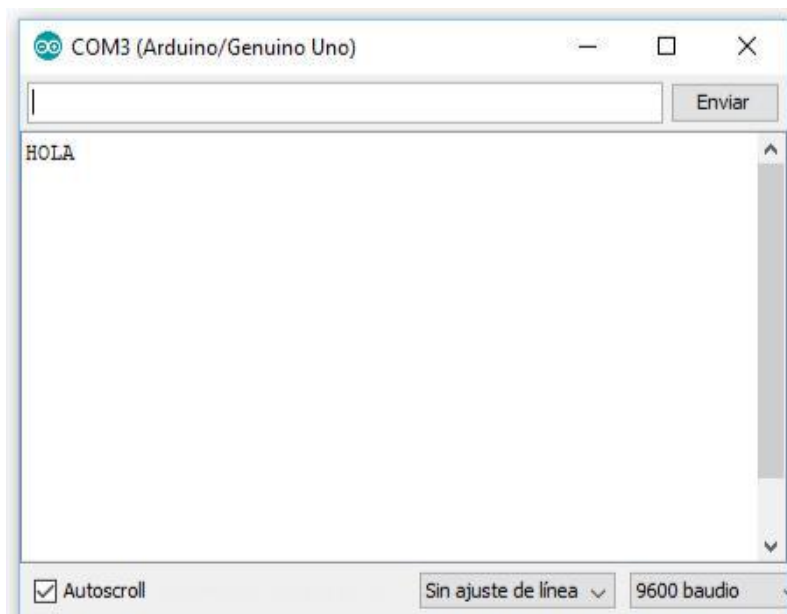 COM3 (Arduino/Genuino Uno)
Enviar
HOLA
Autoscroll
Sin ajuste de línea
9600 baudio